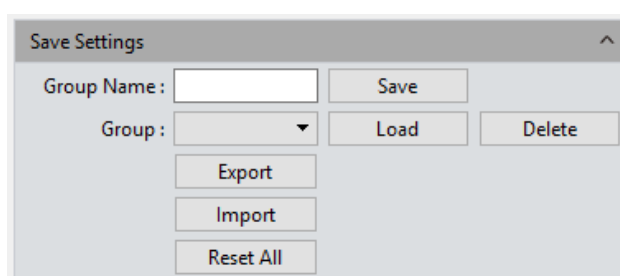 Save Settings
Group Name : Save
Group : Load Delete
Export
Import
Reset All